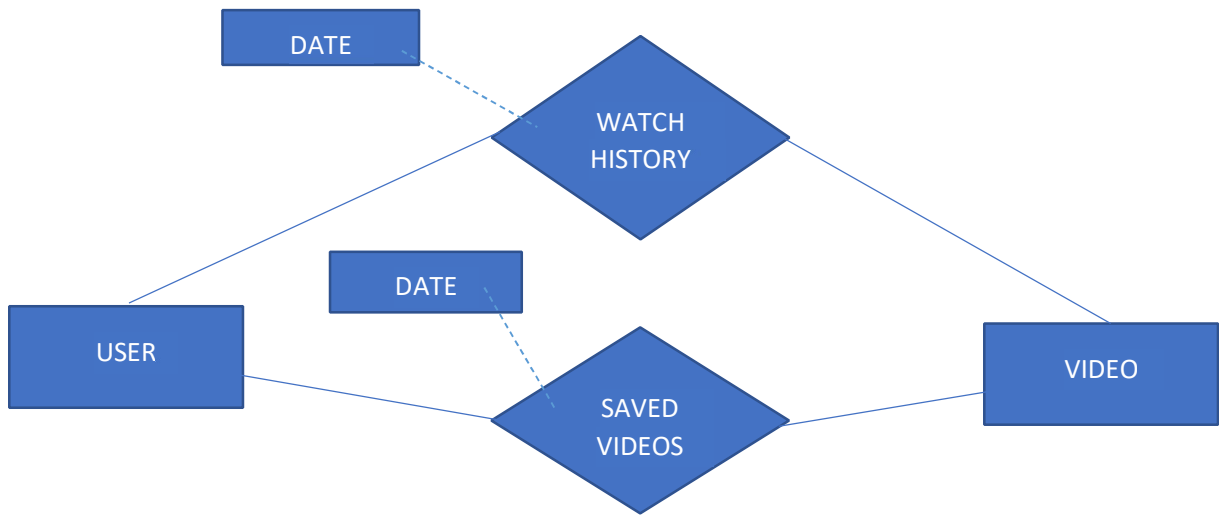 DATE
WATCH
HISTORY
DATE
USER
VIDEO
SAVED
VIDEOS